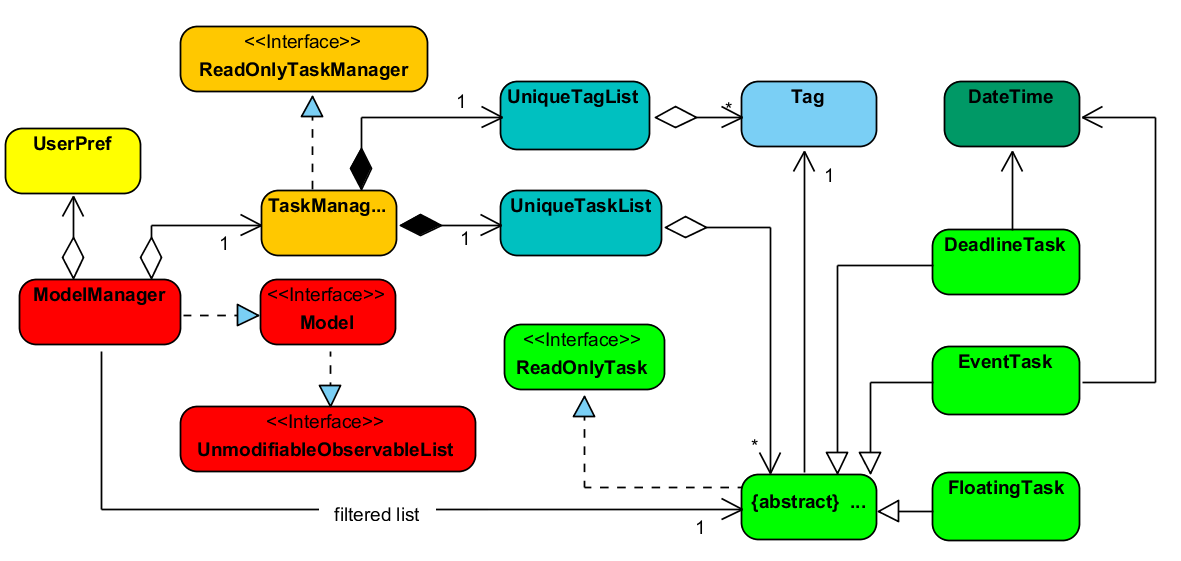 <<Interface>>
ReadOnlyTaskManager
1
UniqueTagList
*
Tag
DateTime
UserPref
1
TaskManag...
1
UniqueTaskList
DeadlineTask
ModelManager
<<Interface>>
Model
<<Interface>>
ReadOnlyTask
EventTask
<<Interface>>
UnmodifiableObservableList
*
{abstract} ...
FloatingTask
filtered list
1
1